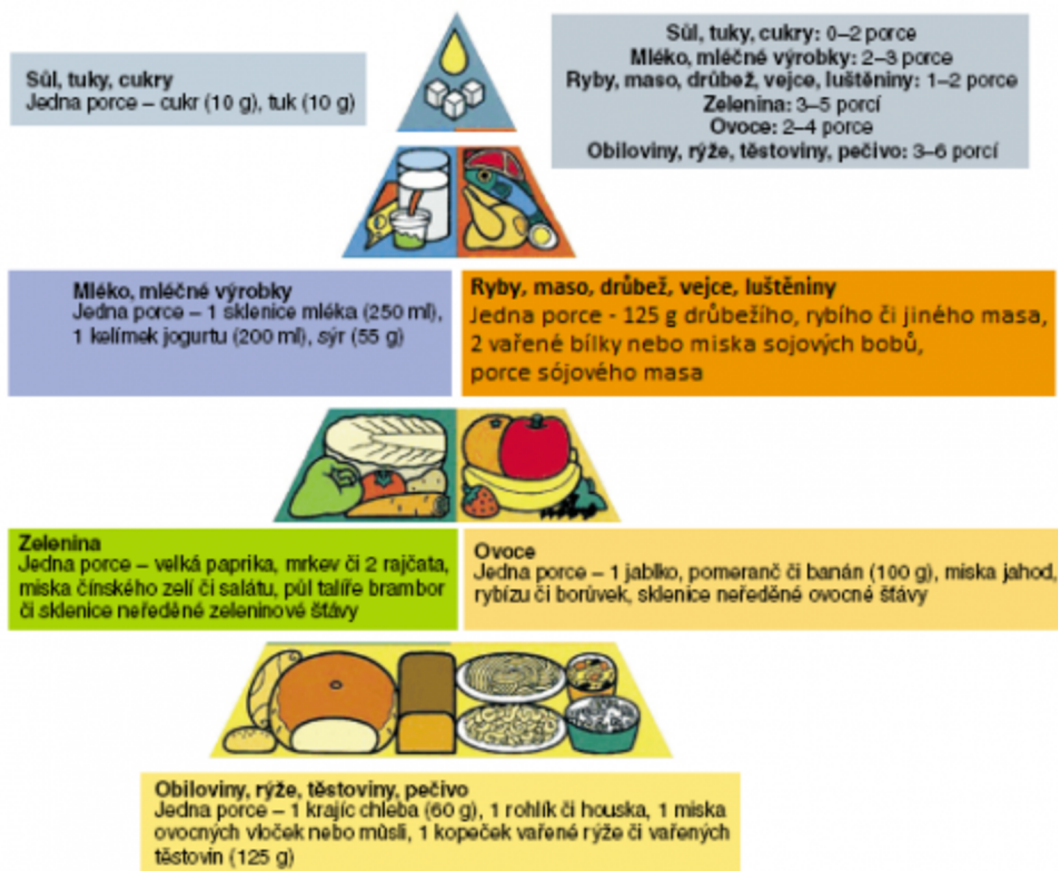 Sůl, tuky, cukry
Jedna porce – cukr (10 g), tuk (10 g)
Sůl, tuky, cukry: 0–2 porce
Mléko, mléčné výrobky: 2–3 porce
Ryby, maso, drůbež, vejce, luštěniny: 1–2 porce
Zelenina: 3–5 porcí
Ovoce: 2–4 porce
Obiloviny, rýže, těstoviny, pečivo: 3–6 porcí
Mléko, mléčné výrobky
Jedna porce – 1 sklenice mléka (250 ml),
1 kelímek jogurtu (200 ml), sýr (55 g)
Ryby, maso, drůbež, vejce, luštěniny
Jedna porce - 125 g drůbežího, rybího či jiného masa,
2 vařené bílky nebo miska sojových bobů,
porce sójového masa
Zelenina
Jedna porce – velká paprika, mrkev či 2 rajčata,
miska čínského zelí či salátu, půl talíře brambor
či sklenice neředěné zeleninové šťávy
Ovoce
Jedna porce – 1 jablko, pomeranč či banán (100 g), miska jahod,
rybízu či borůvek, sklenice neředěné ovocné šťávy
Obiloviny, rýže, těstoviny, pečivo
Jedna porce – 1 krajíc chleba (60 g), 1 rohlík či houska, 1 miska
ovocných vloček nebo műsli, 1 kopeček vařené rýže či vařených
těstovin (125 g)